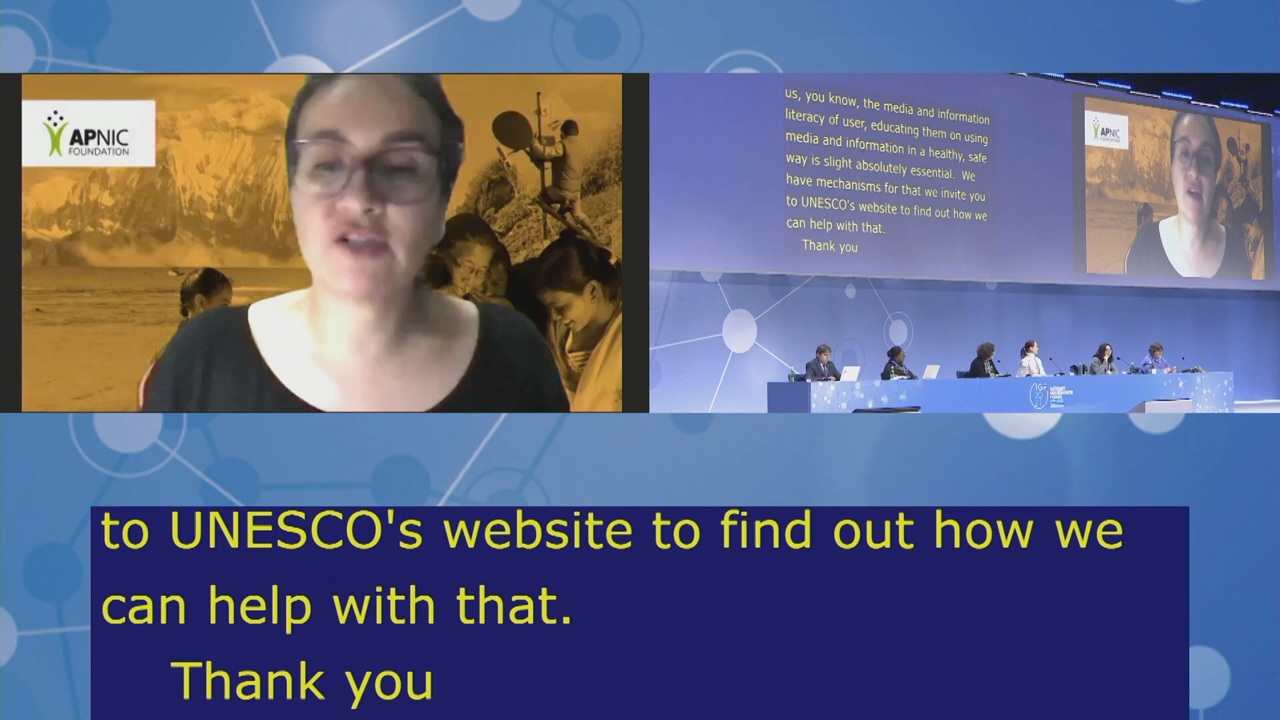 APNIC
FOUNDATION
us, you know, the media and information
literacy of user, educating them on using
media and information in a healthy, safe
way is slight absolutely essential. We
have mechanisms for that we invite you
to UNESCO's website to find out how we
can help with that.
Thank you
APNIC
IGF
to UNESCO's website to find out how we
can help with that.
Thank you